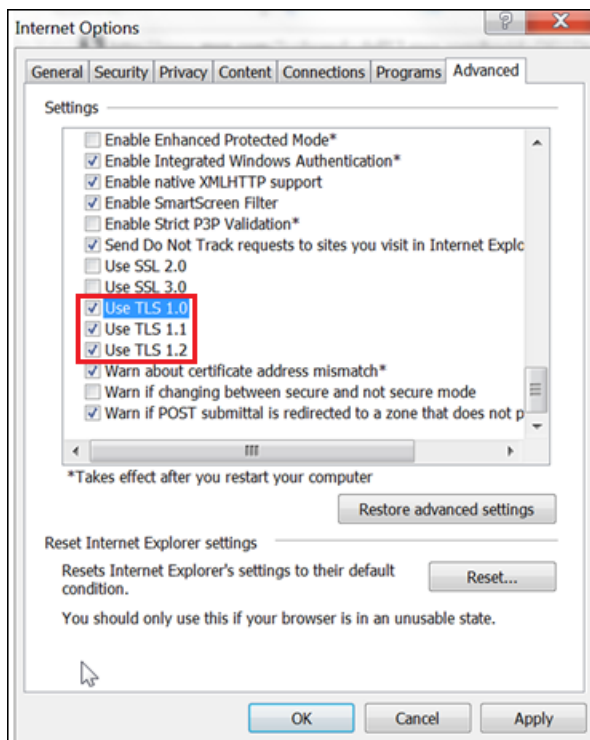 Internet Options
General Security Privacy Content Connections Programs Advanced
Settings
Enable Enhanced Protected Mode*
Enable Integrated Windows Authentication*
Enable native XMLHTTP support
Enable SmartScreen Filter
Enable Strict P3P Validation*
Send Do Not Track requests to sites you visit in Internet Explo
Use SSL 2.0
Use SSL 3.0
Use TLS 1.0
Use TLS 1.1
Use TLS 1.2
Warn about certificate address mismatch*
Warn if changing between secure and not secure mode
Warn if POST submittal is redirected to a zone that does not p
*Takes effect after you restart your computer
Restore advanced settings
Reset Internet Explorer settings
Resets Internet Explorer's settings to their default
condition.
Reset...
You should only use this if your browser is in an unusable state.
OK Cancel Apply